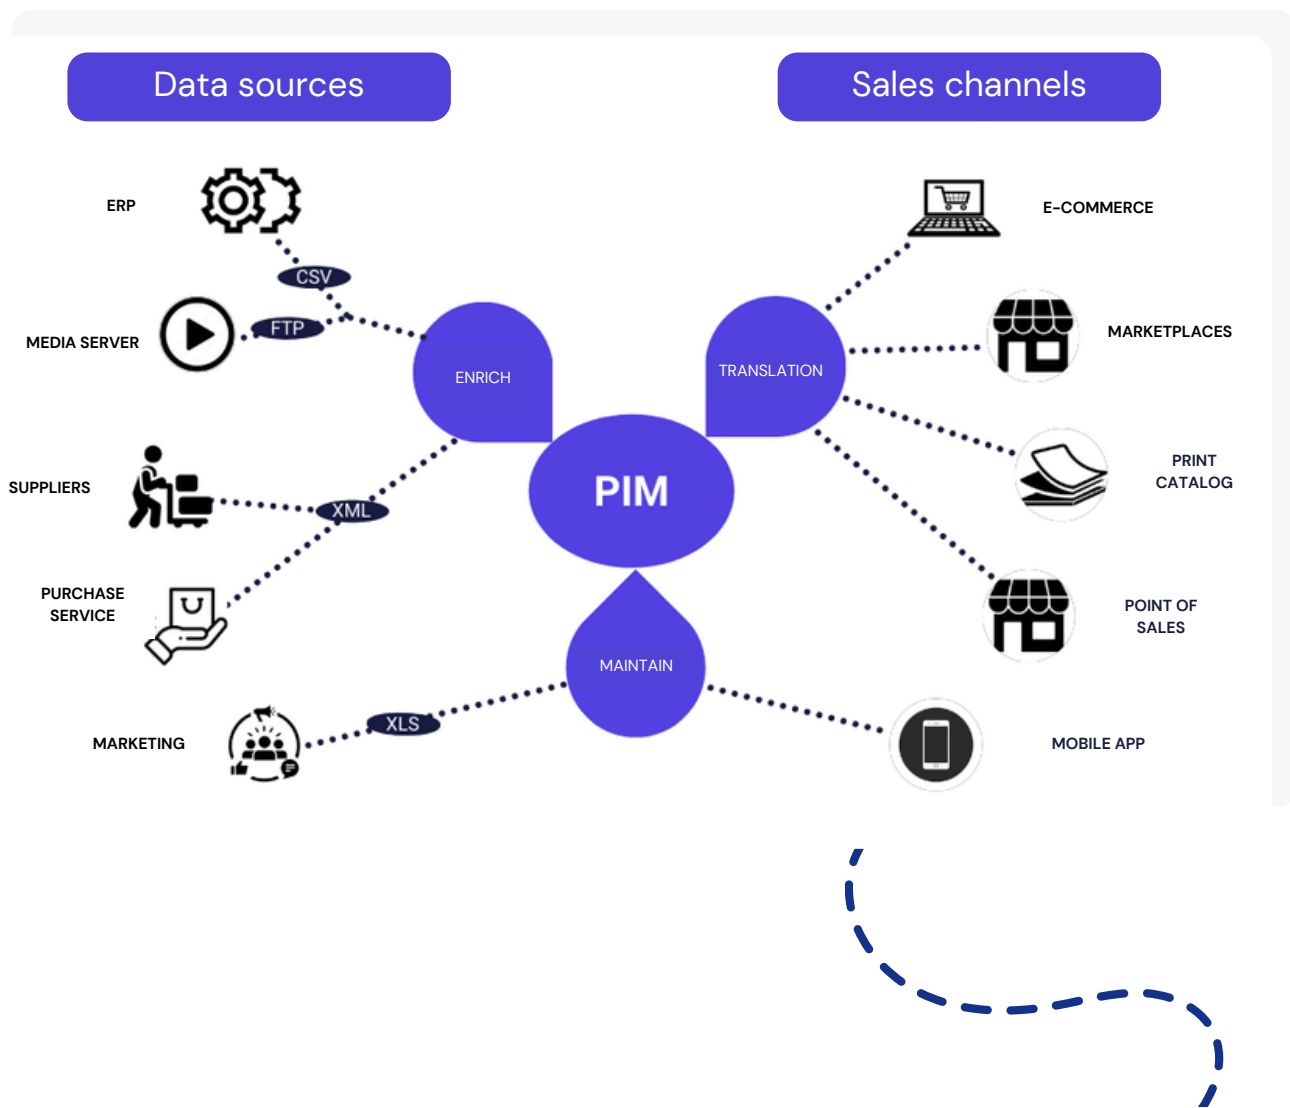 Data sources
Sales channels
ERP
CSV
MEDIA SERVER
FTP
ENRICH
SUPPLIERS
XML
PURCHASE
SERVICE
MARKETING
XLS
PIM
MAINTAIN
TRANSLATION
E-COMMERCE
MARKETPLACES
PRINT
CATALOG
POINT OF
SALES
MOBILE APP